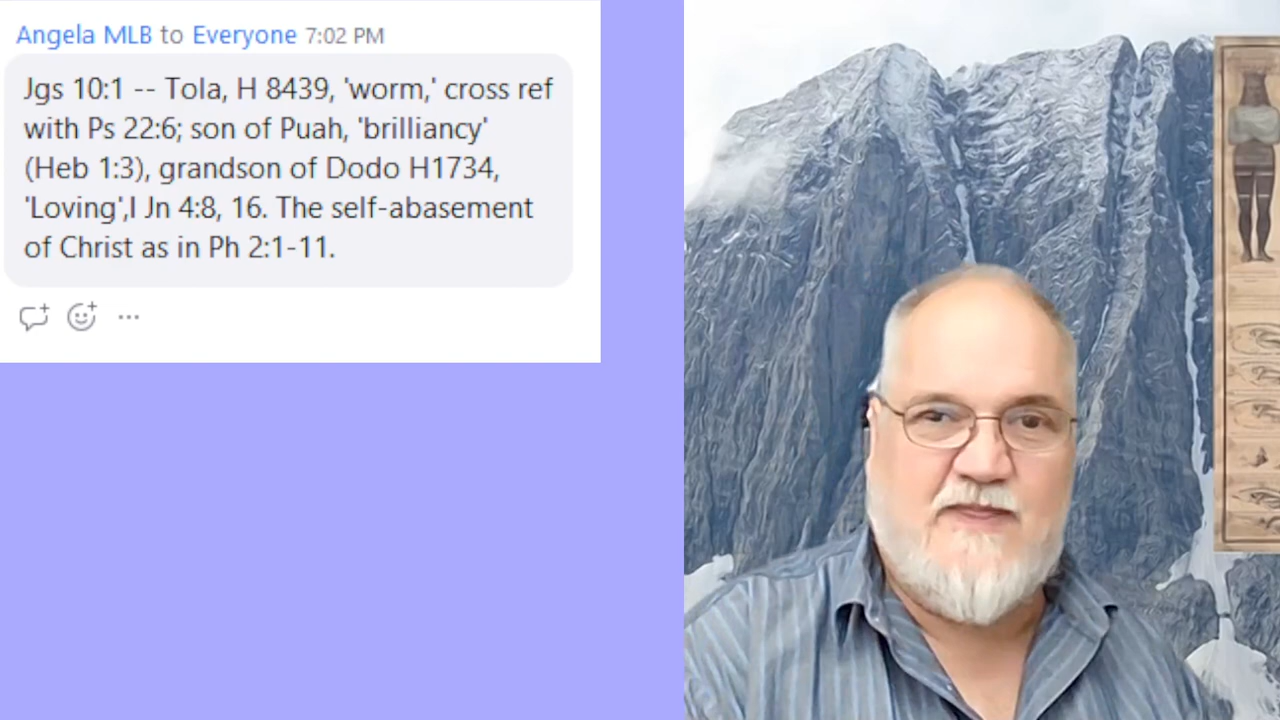 Angela MLB to Everyone 7:02 PM
Jgs 10:1 -- Tola, H 8439, 'worm,' cross ref
with Ps 22:6; son of Puah, 'brilliancy'
(Heb 1:3), grandson of Dodo H1734,
'Loving',I Jn 4:8, 16. The self-abasement
of Christ as in Ph 2:1-11.